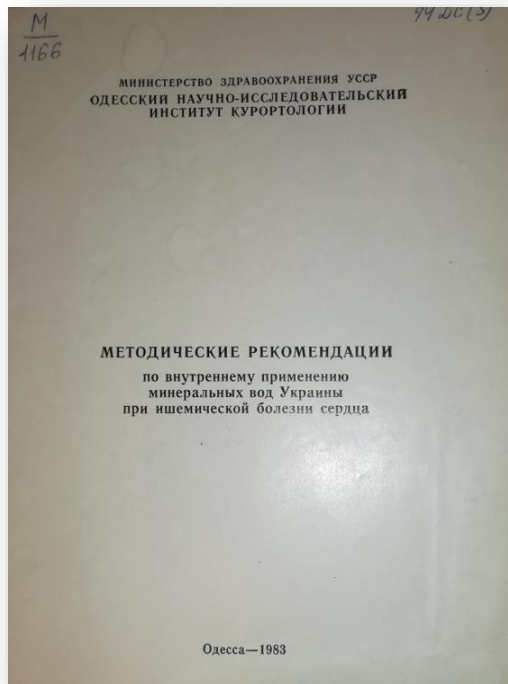 М
1166
МИНИСТЕРСТВО ЗДРАВООХРАНЕНИЯ УССР
ОДЕССКИЙ НАУЧНО-ИССЛЕДОВАТЕЛЬСКИЙ
ИНСТИТУТ КУРОРТОЛОГИИ
МЕТОДИЧЕСКИЕ РЕКОМЕНДАЦИИ
по внутреннему применению
минеральных вод Украины
при ишемической болезни сердца
Одесса—1983